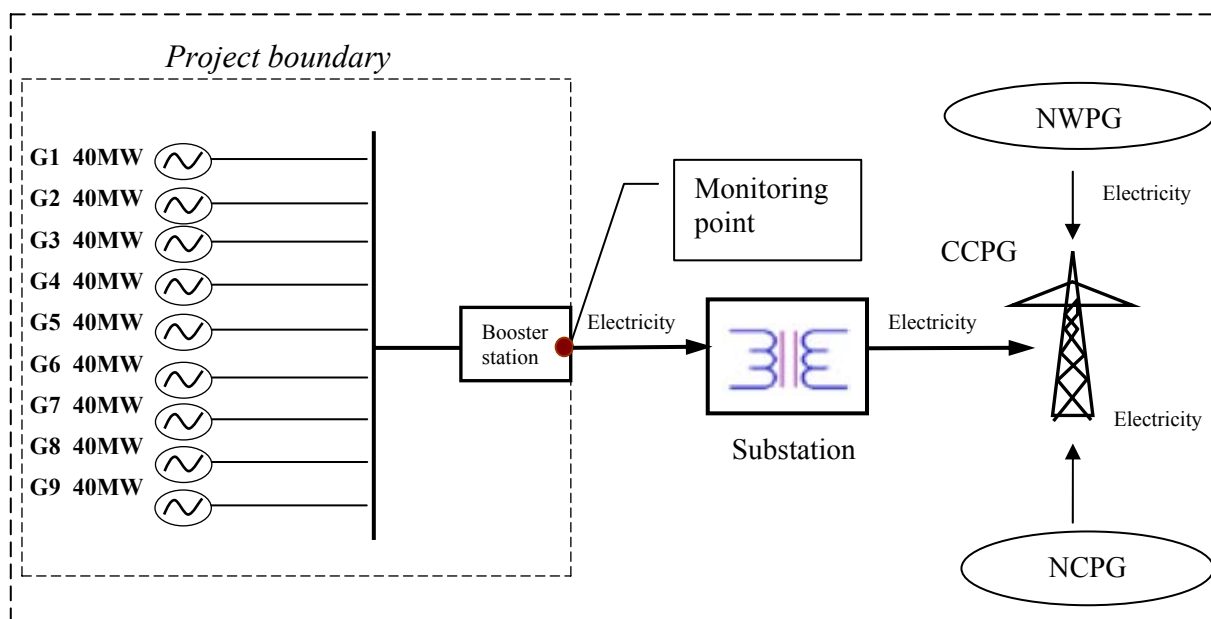 Project boundary
G1 40MW
G2 40MW
G3 40MW
G4 40MW
G5 40MW
G6 40MW
G7 40MW
G8 40MW
G9 40MW
Booster
station
Monitoring
point
Electricity
Substation
Electricity
NWPG
Electricity
CCPG
Electricity
NCPG